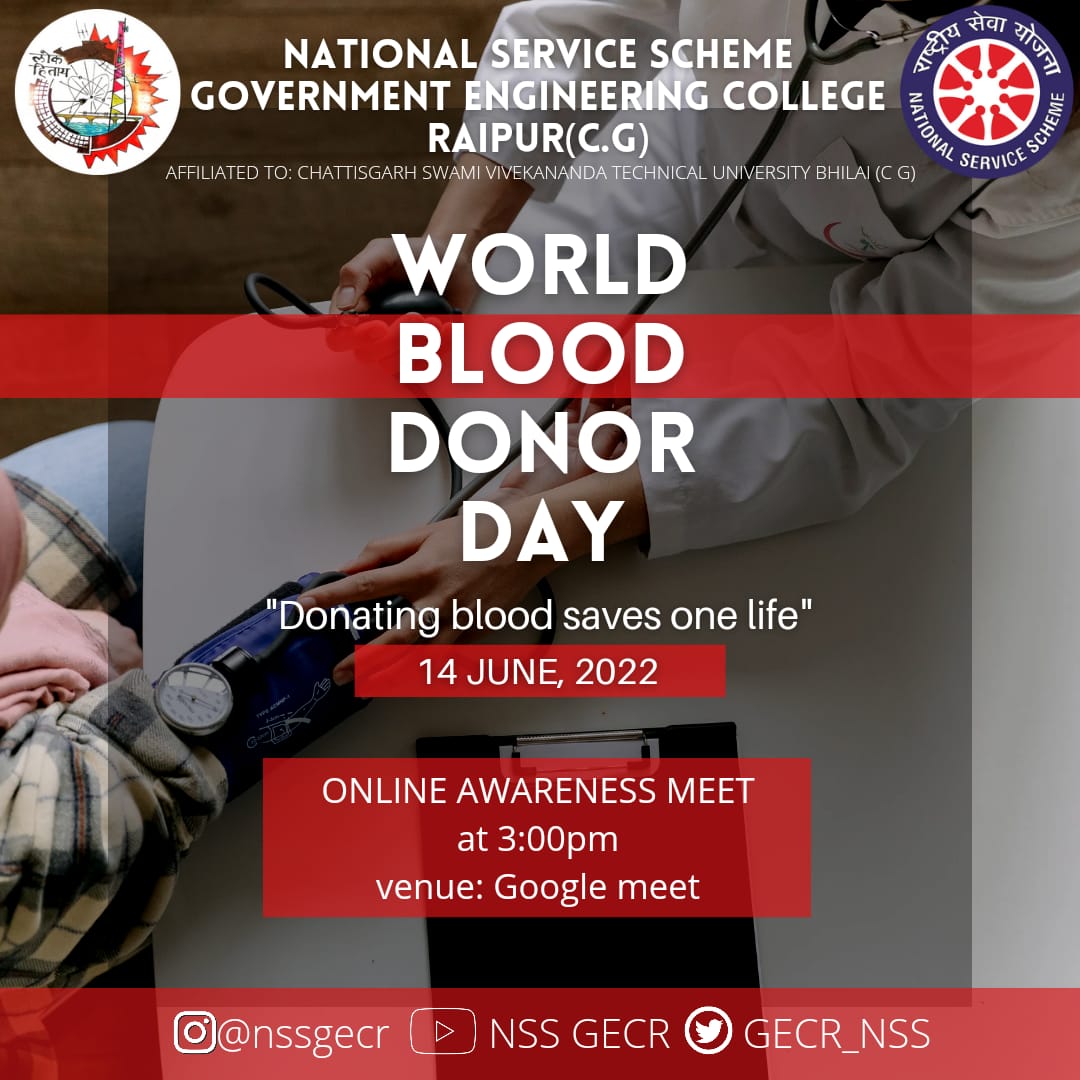 लोक
हिताय
NATIONAL SERVICE SCHEME
GOVERNMENT ENGINEERING COLLEGE
RAIPUR(C.G)
AFFILIATED TO: CHATTISGARH SWAMI VIVEKANANDA TECHNICAL UNIVERSITY BHILAI (C G)
राष्ट्रीय सेवा योजना
NATIONAL SERVICE SCHEME
WORLD
BLOOD
DONOR
DAY
"Donating blood saves one life"
14 JUNE, 2022
ONLINE AWARENESS MEET
at 3:00pm
venue: Google meet
@nssgecr NSS GECR GECR_NSS